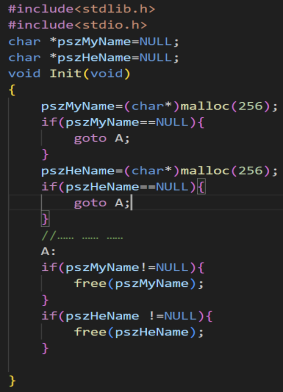 #include<stdlib.h>
#include<stdio.h>
char *pszMyName=NULL;
char *pszHeName=NULL;
void Init(void)
{
    pszMyName=(char*)malloc(256);
    if(pszMyName==NULL){
        goto A;
    }
    pszHeName=(char*)malloc(256);
    if(pszHeName==NULL){
        goto A;
    }
    //…… …… ……
    A:
    if(pszMyName!=NULL){
        free(pszMyName);
    }
    if(pszHeName !=NULL){
        free(pszHeName);
    }
}